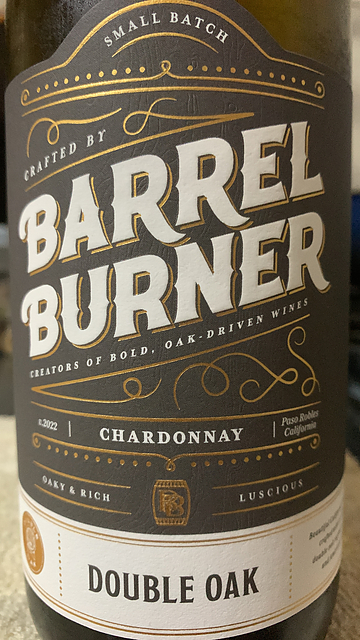 SMALL BATCH
CRAFTED BY
BARREL
BURNER
CREATORS OF BOLD, OAK-DRIVEN WINES
2022
CHARDONNAY
Paso Robles
California
OAKY & RICH
LUSCIOUS
DOUBLE OAK